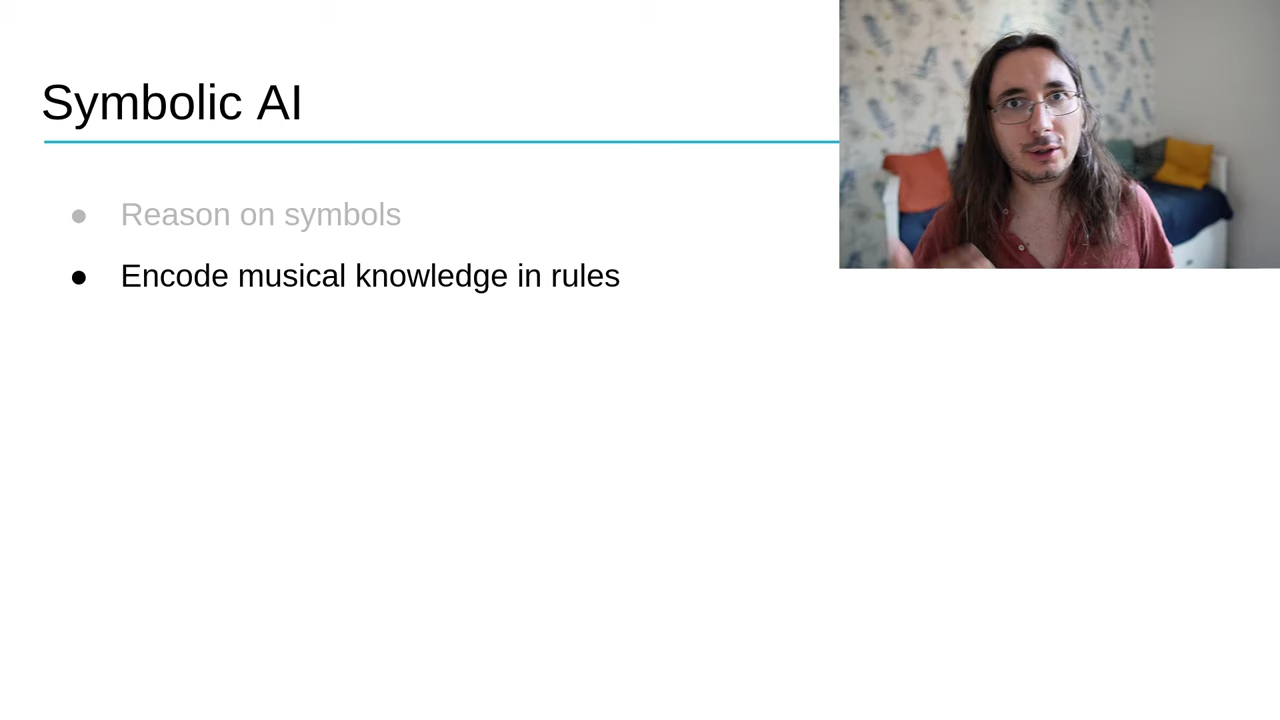 Symbolic AI
● Reason on symbols
● Encode musical knowledge in rules